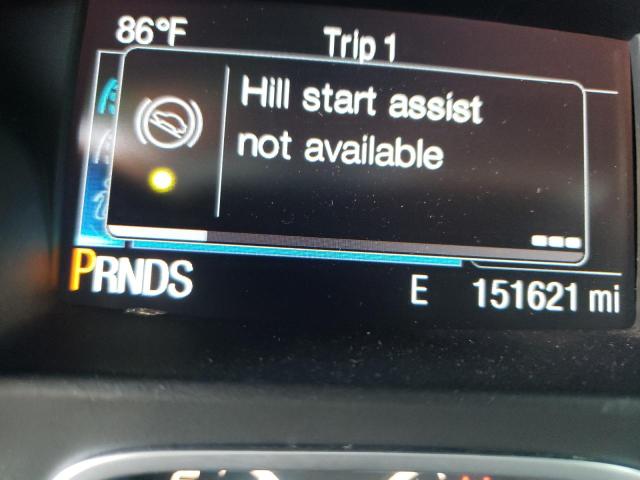 86°F
Trip 1
Hill start assist
not available
PRNDS
E
151621 mi